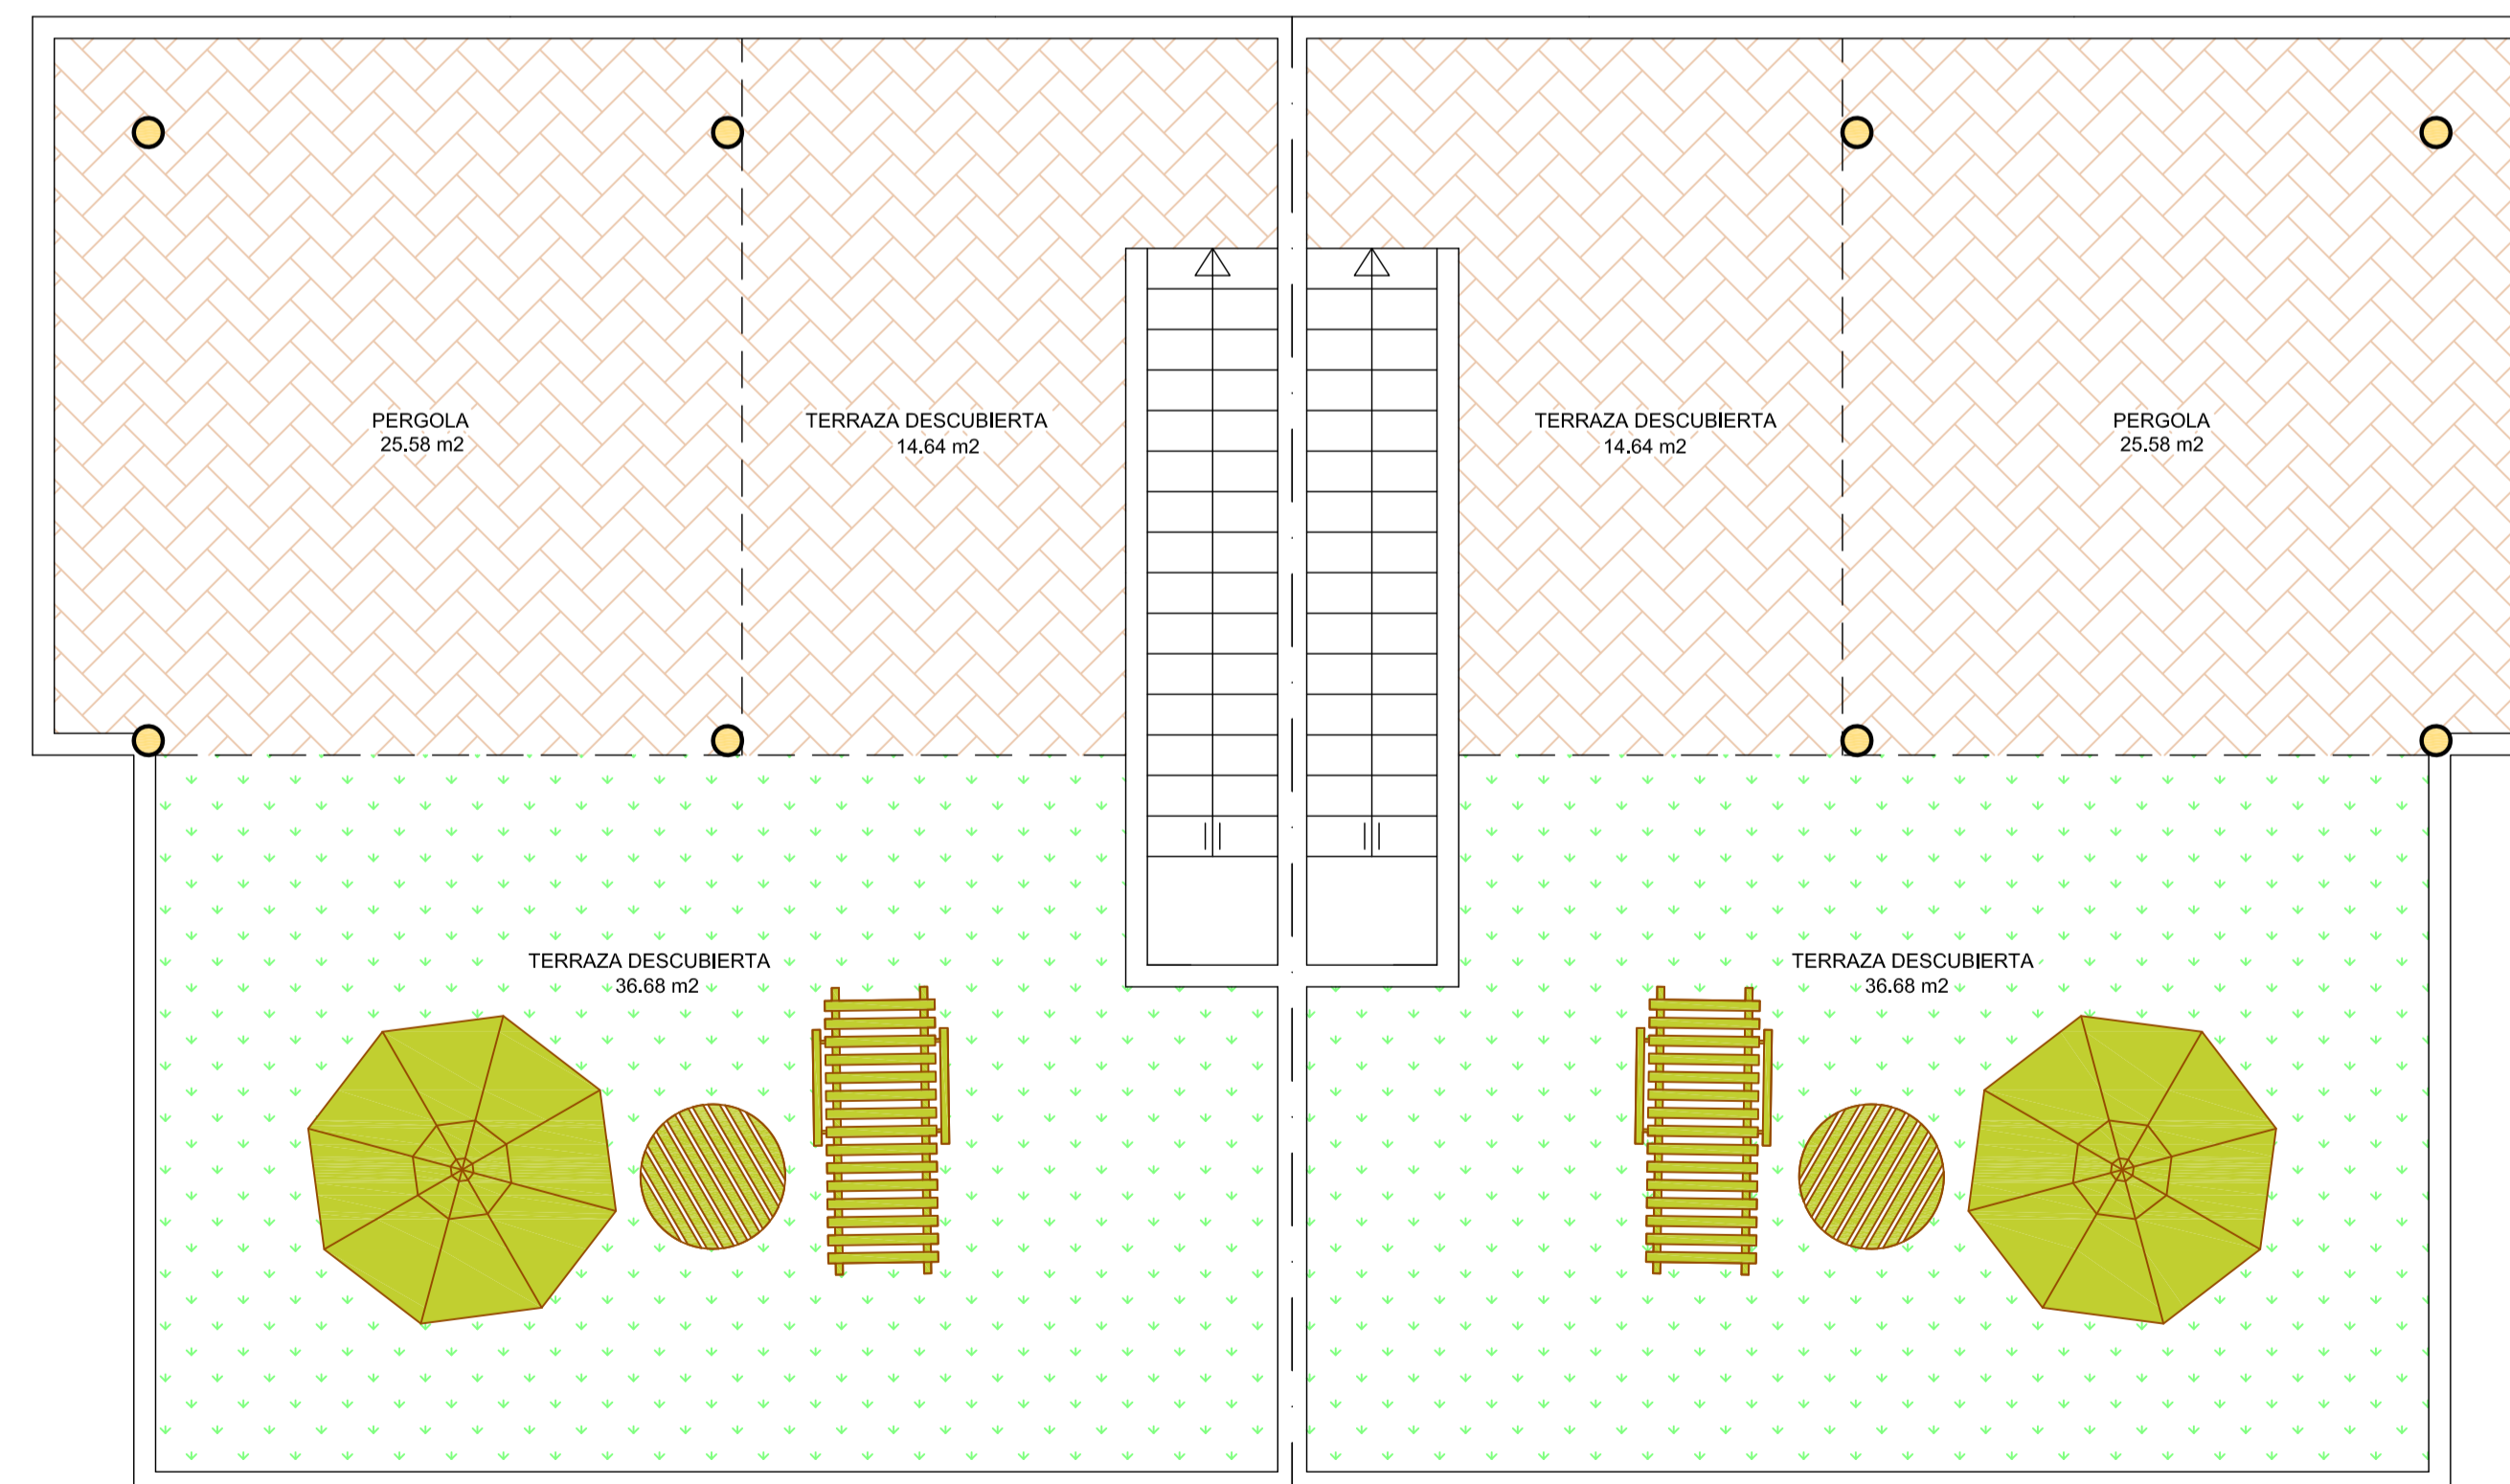 PERGOLA
25.58 m2
TERRAZA DESCUBIERTA
14.64 m2
TERRAZA DESCUBIERTA
14.64 m2
PERGOLA
25.58 m2
TERRAZA DESCUBIERTA
36.68 m2
TERRAZA DESCUBIERTA
36.68 m2